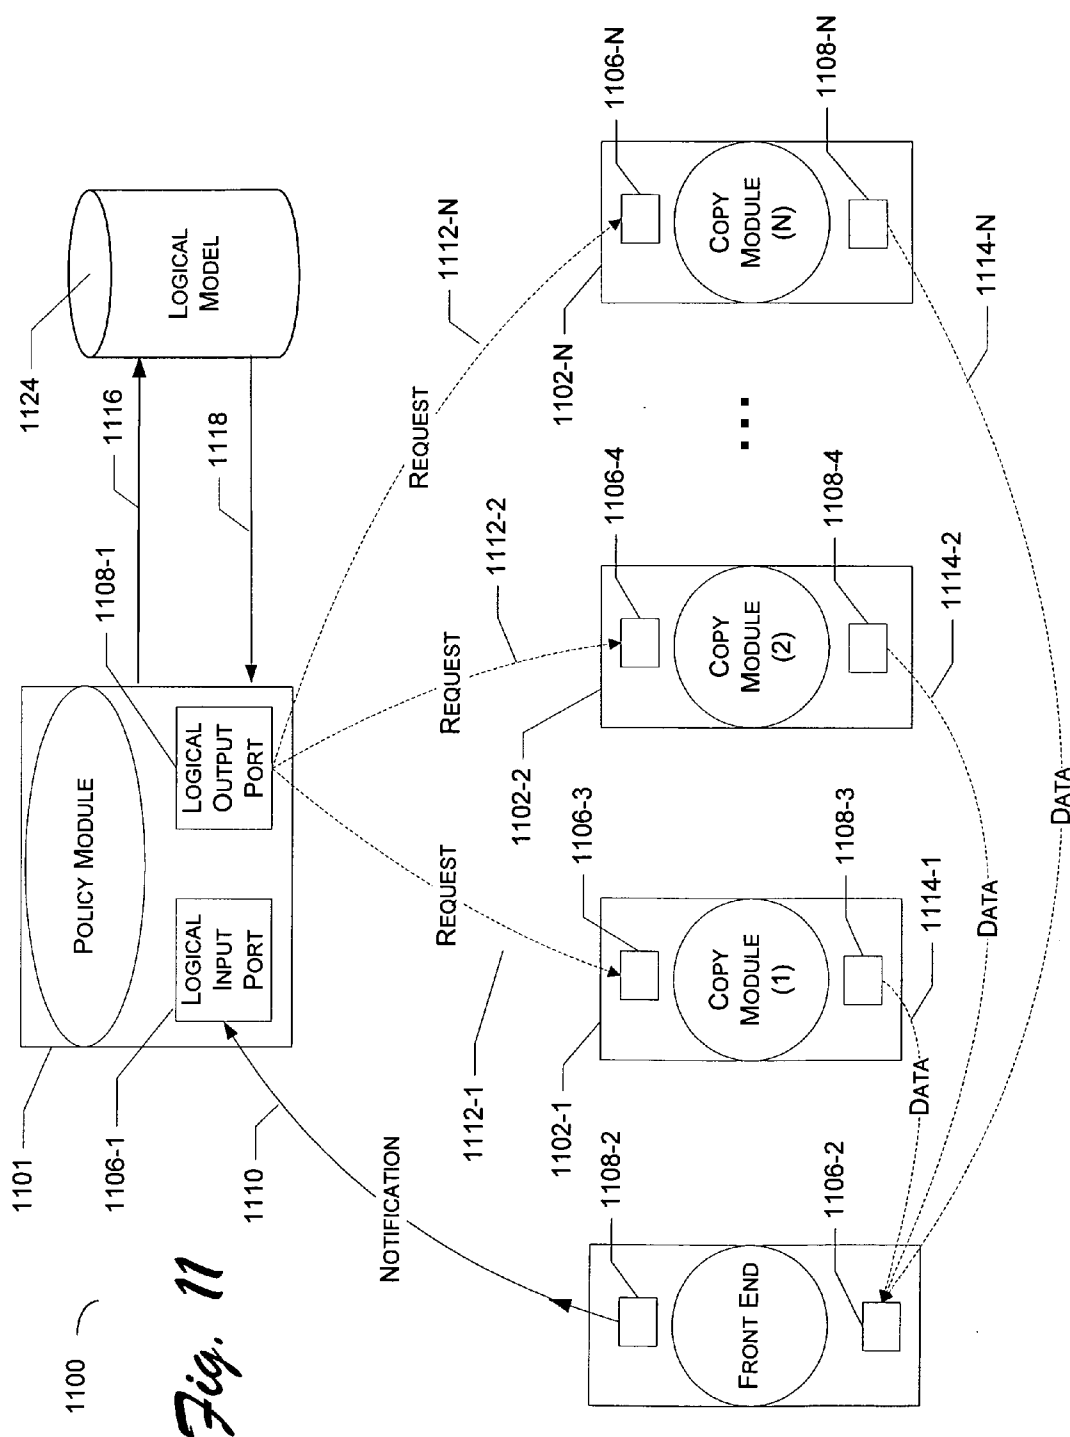 1100
Fig. 11
1101
1106-1
1110
POLICY MODULE
LOGICAL
INPUT
PORT
LOGICAL
OUTPUT
PORT
1108-1
1116
1124
1118
LOGICAL
MODEL
NOTIFICATION
REQUEST
REQUEST
REQUEST
1112-1
1112-2
1112-N
1108-2
1102-1
1106-3
1102-2
1106-4
1102-N
1106-N
FRONT END
COPY
MODULE
(1)
COPY
MODULE
(2)
...
COPY
MODULE
(N)
1106-2
1108-3
1108-4
1108-N
1114-1
1114-2
1114-N
DATA
DATA
DATA